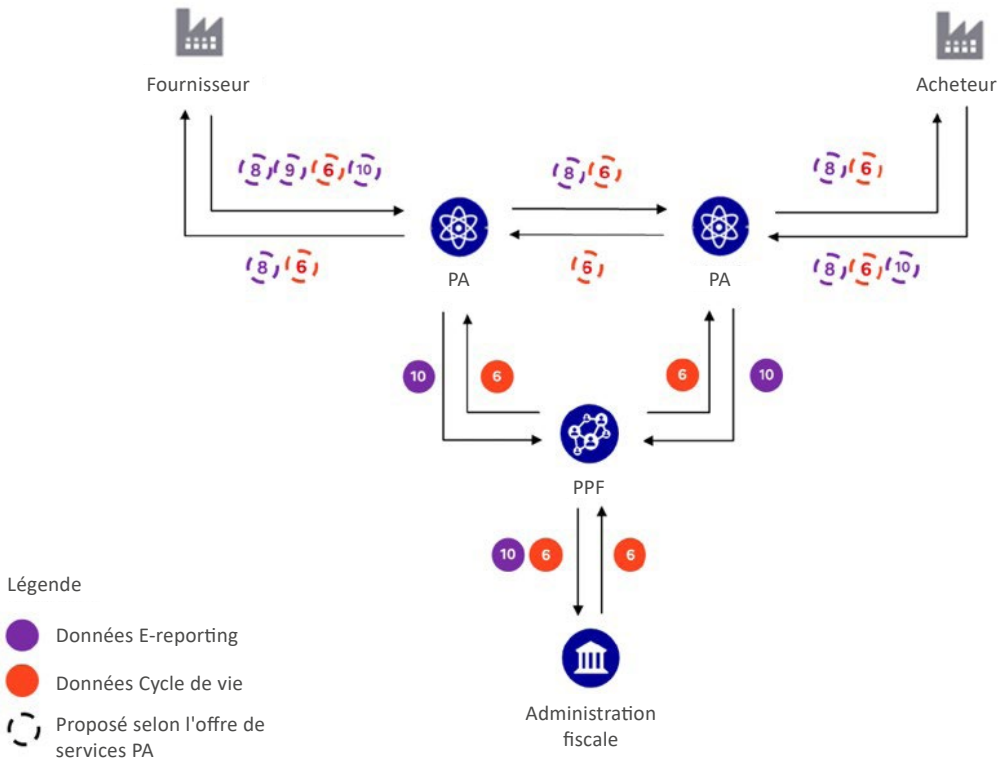 Fournisseur
Acheteur
8 9 6 10
8 6
8 6
8 6
6
8 6 10
PA
PA
10
6
6
10
PPF
10 6
6
Légende
Données E-reporting
Données Cycle de vie
Proposé selon l'offre de
services PA
Administration
fiscale